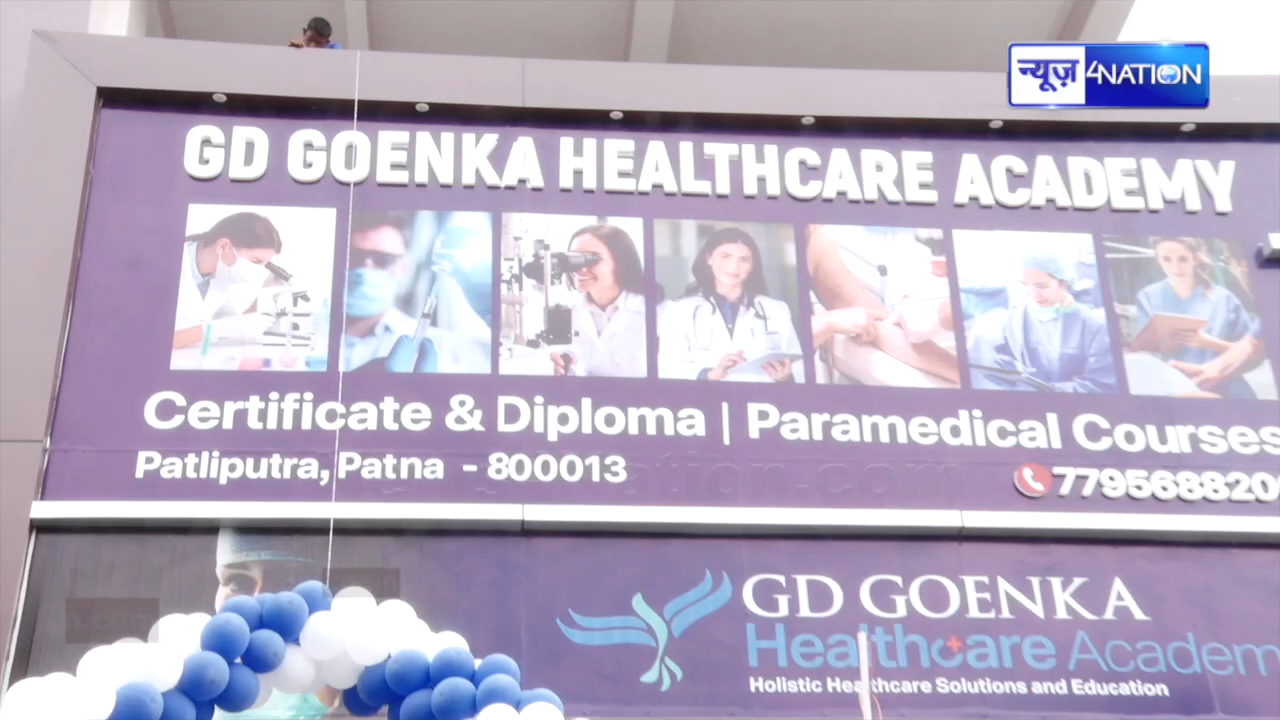 न्यूज़ 4NATION
GD GOENKA HEALTHCARE ACADEMY
Certificate & Diploma | Paramedical Courses
Patliputra, Patna - 800013
779568820
GD GOENKA
Healthcare Academ
Holistic Healthcare Solutions and Education